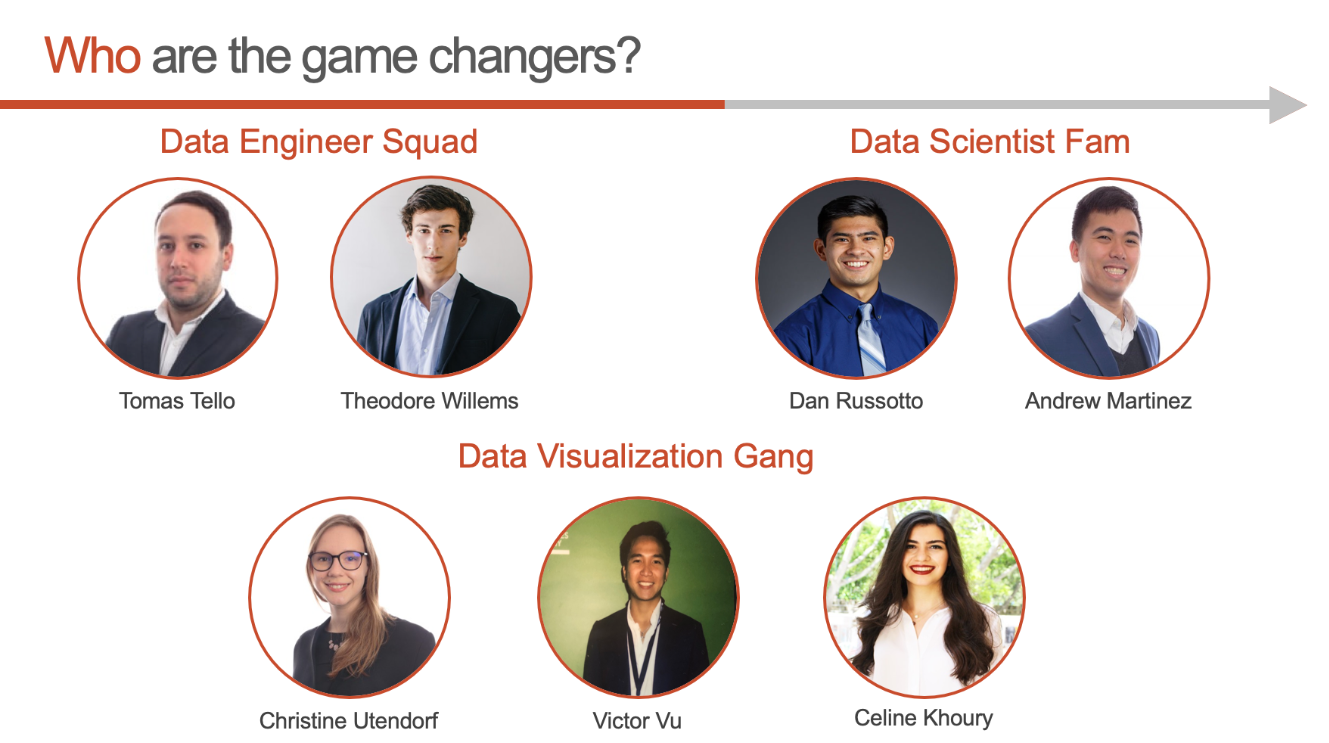 Who are the game changers?
Data Engineer Squad
Data Scientist Fam
Tomas Tello
Theodore Willems
Dan Russotto
Andrew Martinez
Data Visualization Gang
Christine Utendorf
Victor Vu
Celine Khoury